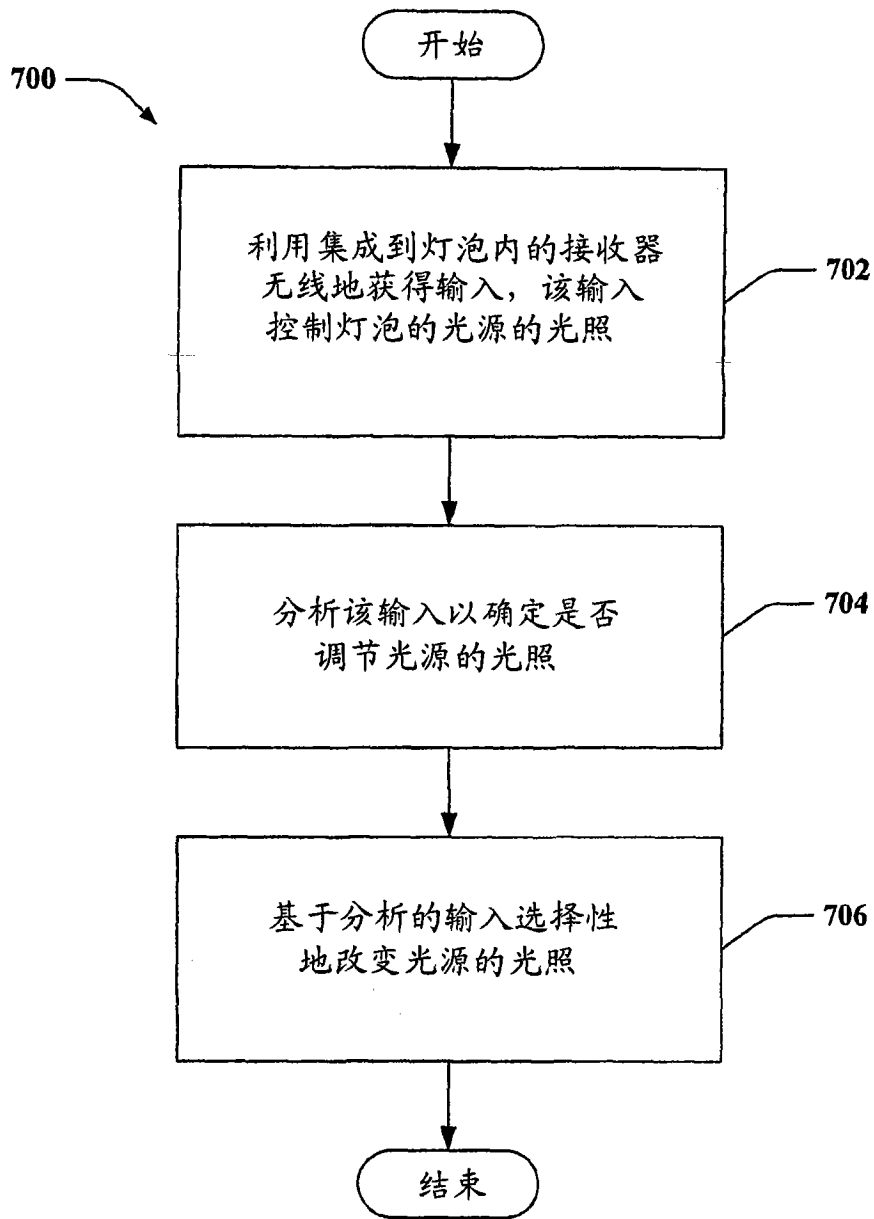 开始
700
利用集成到灯泡内的接收器
无线地获得输入，该输入
控制灯泡的光源的光照
702
分析该输入以确定是否
调节光源的光照
704
基于分析的输入选择性
地改变光源的光照
706
结束